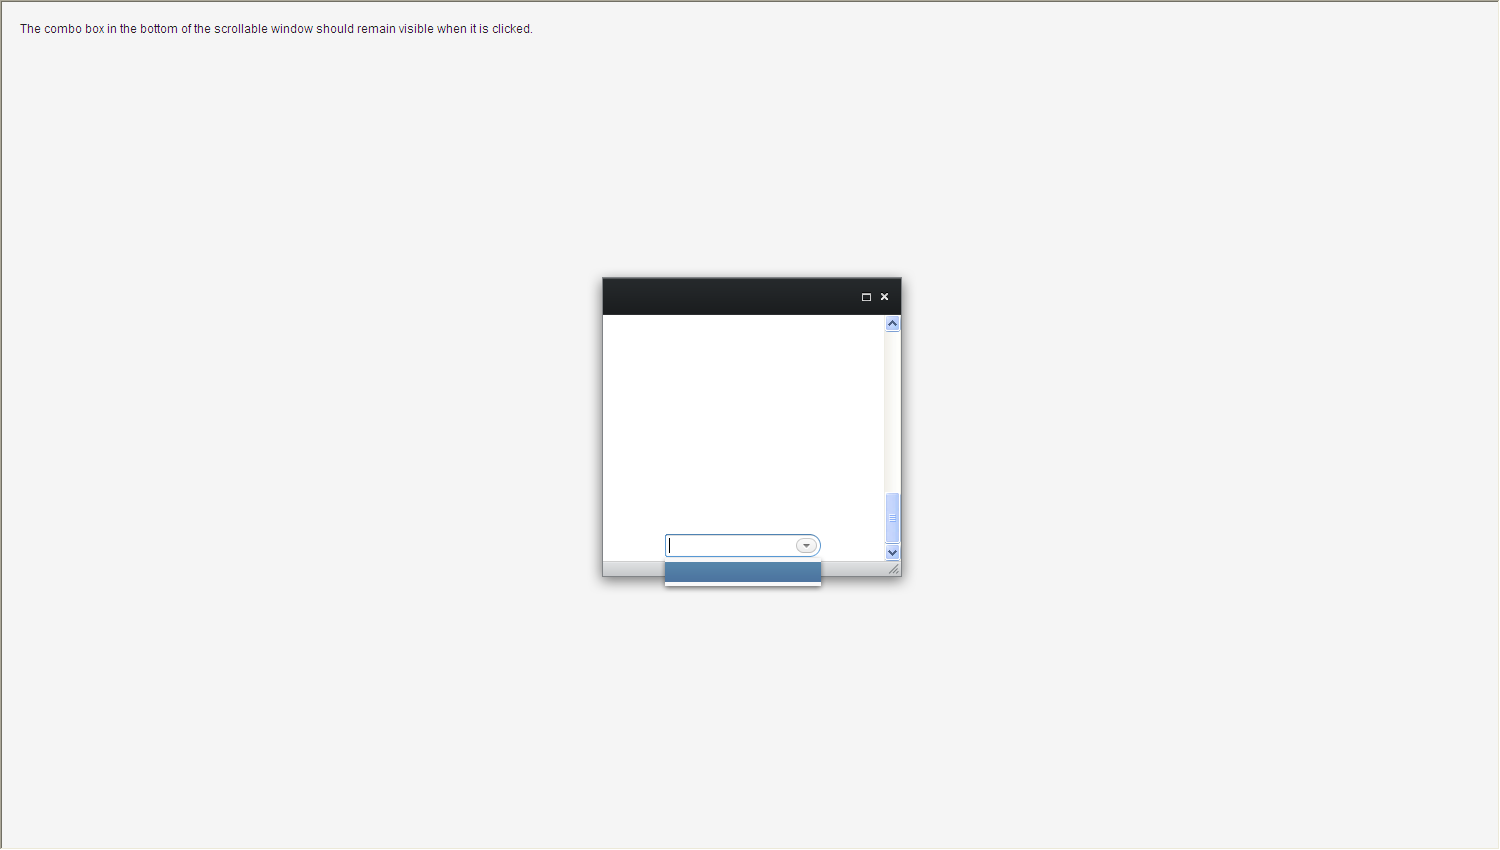 The combo box in the bottom of the scrollable window should remain visible when it is clicked.